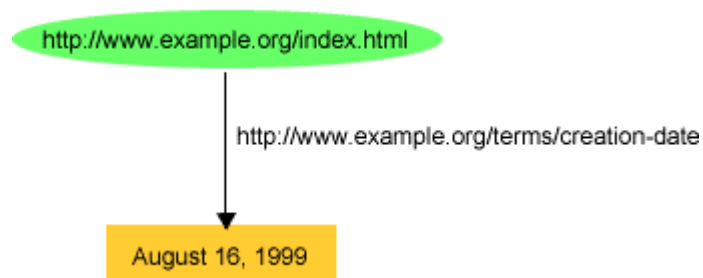 http://www.example.org/index.html
http://www.example.org/terms/creation-date
August 16, 1999